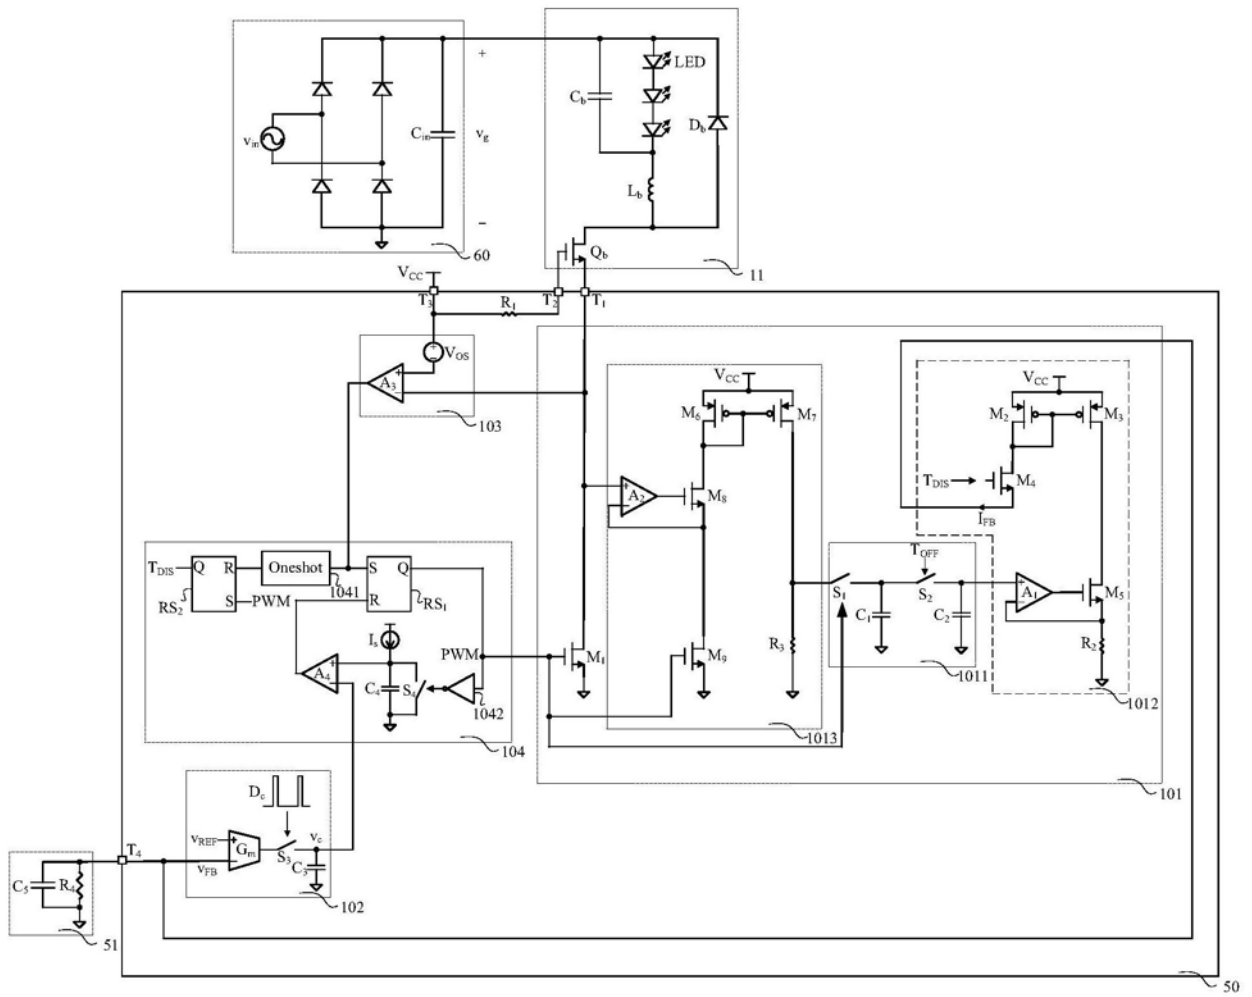 LED
C_b
D_b
v_in
C_in
+
v_g
−
L_b
Q_b
60
11
V_CC
T_3
R_1
T_2
T_1
V_OS
+
−
A_3
+
−
103
V_CC
M_6
M_7
V_CC
M_2
M_3
T_DIS
M_4
I_FB
A_2
+
−
M_8
T_DIS
Q
R
Oneshot
S
Q
1041
RS_2
S
PWM
R
RS_1
T_OFF
S_1
S_2
A_1
+
−
M_5
C_1
C_2
R_2
I_s
PWM
M_1
M_9
R_3
A_4
+
−
C_4
S_4
1042
1011
1012
104
1013
101
D_c
v_REF
+
G_m
−
S_3
v_c
C_3
T_4
v_FB
C_5
R_4
102
51
50